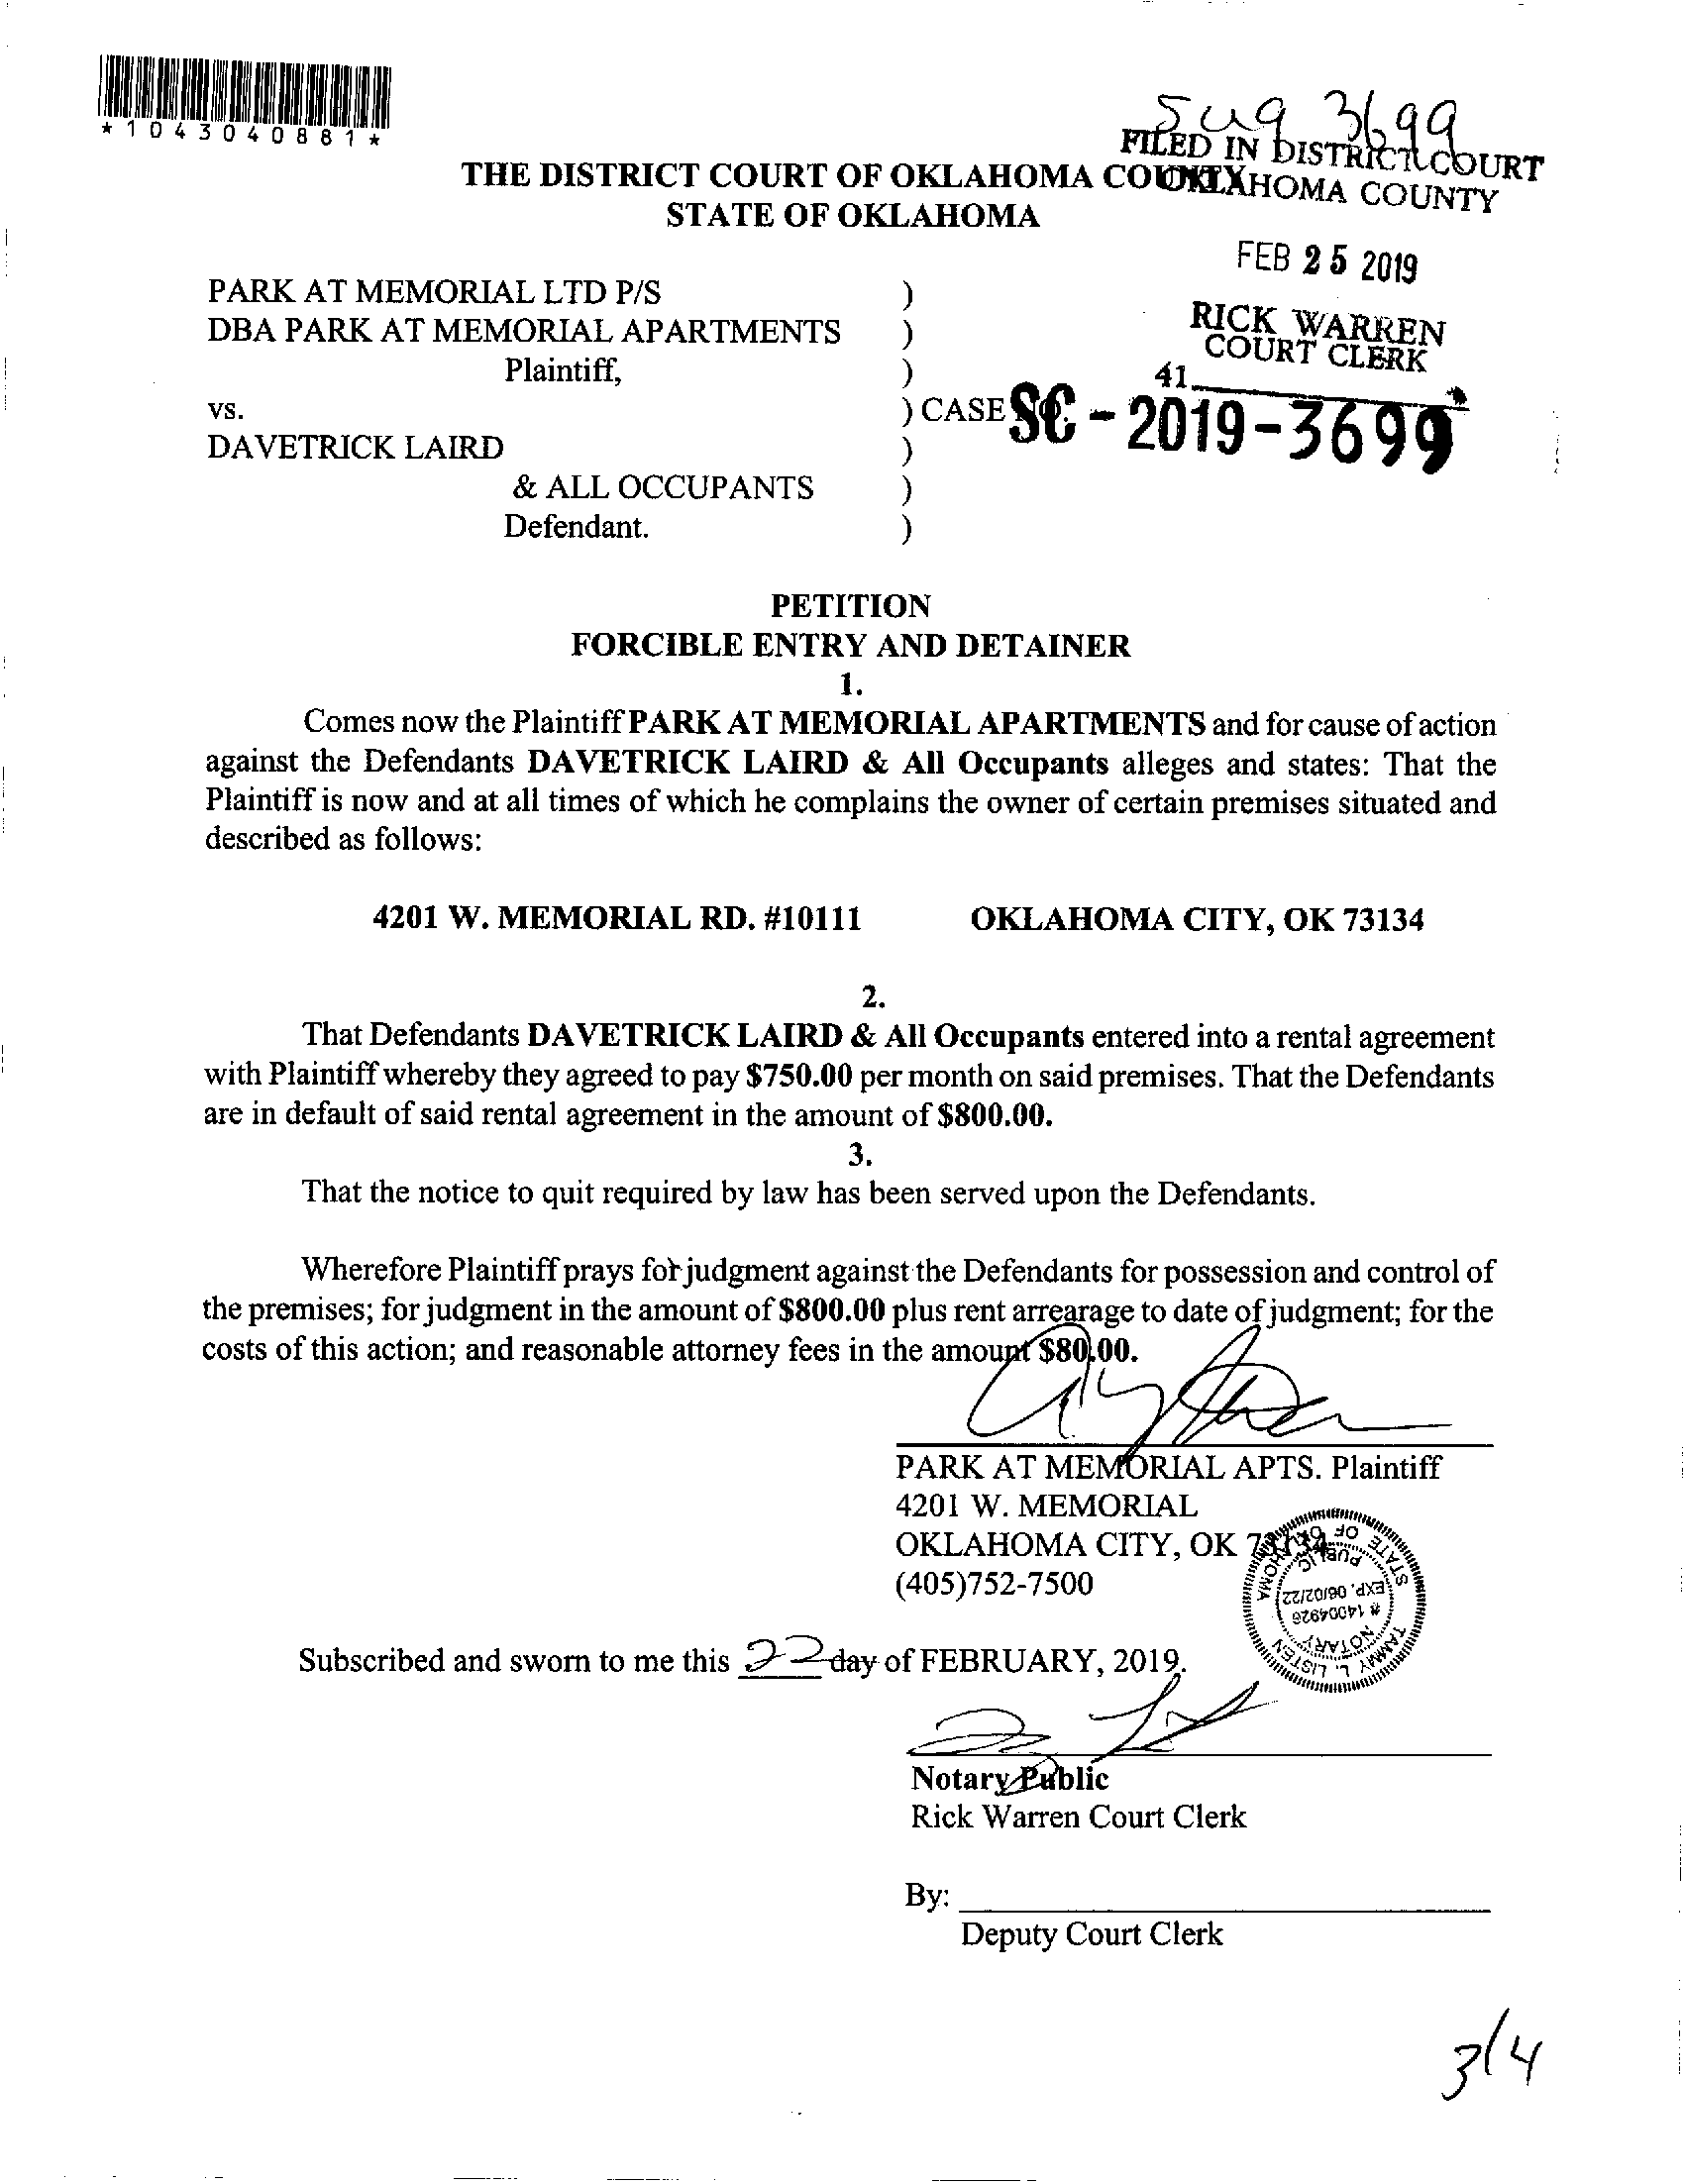 *1043040881*
Sug 3699
FILED IN DISTRICT COURT
OKLAHOMA COUNTY
THE DISTRICT COURT OF OKLAHOMA COUNTY
STATE OF OKLAHOMA
FEB 25 2019
RICK WARREN
COURT CLERK
41
PARK AT MEMORIAL LTD P/S )
DBA PARK AT MEMORIAL APARTMENTS )
Plaintiff, )
vs. ) CASE NO. SC-2019-3699
DAVETRICK LAIRD )
& ALL OCCUPANTS )
Defendant. )
PETITION
FORCIBLE ENTRY AND DETAINER
1.
Comes now the Plaintiff PARK AT MEMORIAL APARTMENTS and for cause of action
against the Defendants DAVETRICK LAIRD & All Occupants alleges and states: That the
Plaintiff is now and at all times of which he complains the owner of certain premises situated and
described as follows:
4201 W. MEMORIAL RD. #10111 OKLAHOMA CITY, OK 73134
2.
That Defendants DAVETRICK LAIRD & All Occupants entered into a rental agreement
with Plaintiff whereby they agreed to pay $750.00 per month on said premises. That the Defendants
are in default of said rental agreement in the amount of $800.00.
3.
That the notice to quit required by law has been served upon the Defendants.
Wherefore Plaintiff prays for judgment against the Defendants for possession and control of
the premises; for judgment in the amount of $800.00 plus rent arrearage to date of judgment; for the
costs of this action; and reasonable attorney fees in the amount $80.00.
PARK AT MEMORIAL APTS. Plaintiff
4201 W. MEMORIAL
OKLAHOMA CITY, OK 73134
(405)752-7500
TAMMY L. LISTEN
STATE OF OKLAHOMA
NOTARY
# 14004926
EXP. 06/02/22
PUBLIC
Subscribed and sworn to me this 22 day of FEBRUARY, 2019.
Notary Public
Rick Warren Court Clerk
By:
Deputy Court Clerk
3/4